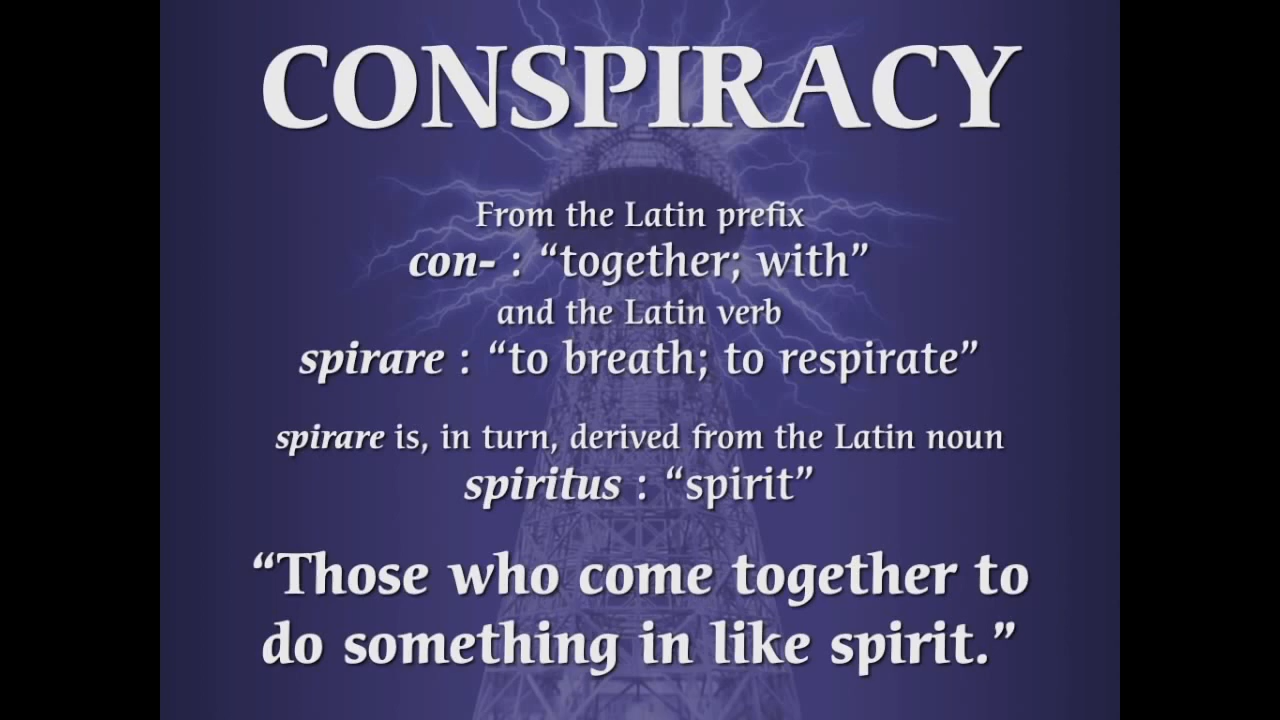 CONSPIRACY
From the Latin prefix
con- : “together; with”
and the Latin verb
spirare : “to breath; to respirate”
spirare is, in turn, derived from the Latin noun
spiritus : “spirit”
“Those who come together to
do something in like spirit.”